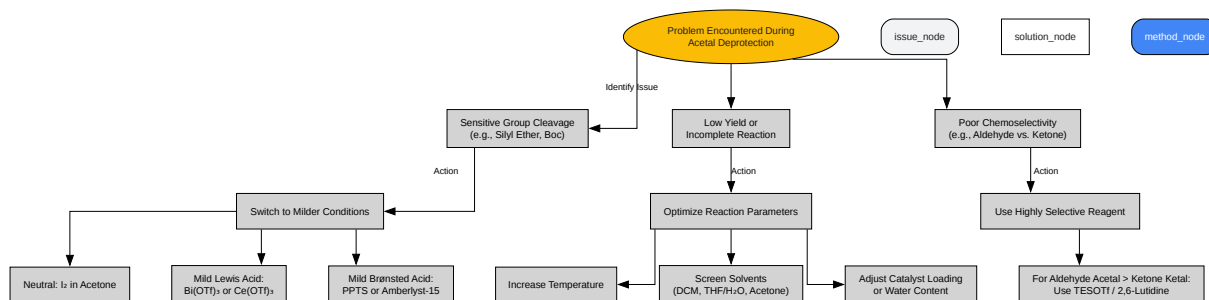 Problem Encountered During
Acetal Deprotection
issue_node
solution_node
method_node
Identify Issue
Sensitive Group Cleavage
(e.g., Silyl Ether, Boc)
Low Yield or
Incomplete Reaction
Poor Chemoselectivity
(e.g., Aldehyde vs. Ketone)
Action
Action
Action
Switch to Milder Conditions
Optimize Reaction Parameters
Use Highly Selective Reagent
Neutral: I₂ in Acetone
Mild Lewis Acid:
Bi(OTf)₃ or Ce(OTf)₃
Mild Brønsted Acid:
PPTS or Amberlyst-15
Increase Temperature
Screen Solvents
(DCM, THF/H₂O, Acetone)
Adjust Catalyst Loading
or Water Content
For Aldehyde Acetal > Ketone Ketal:
Use TESOTf / 2,6-Lutidine